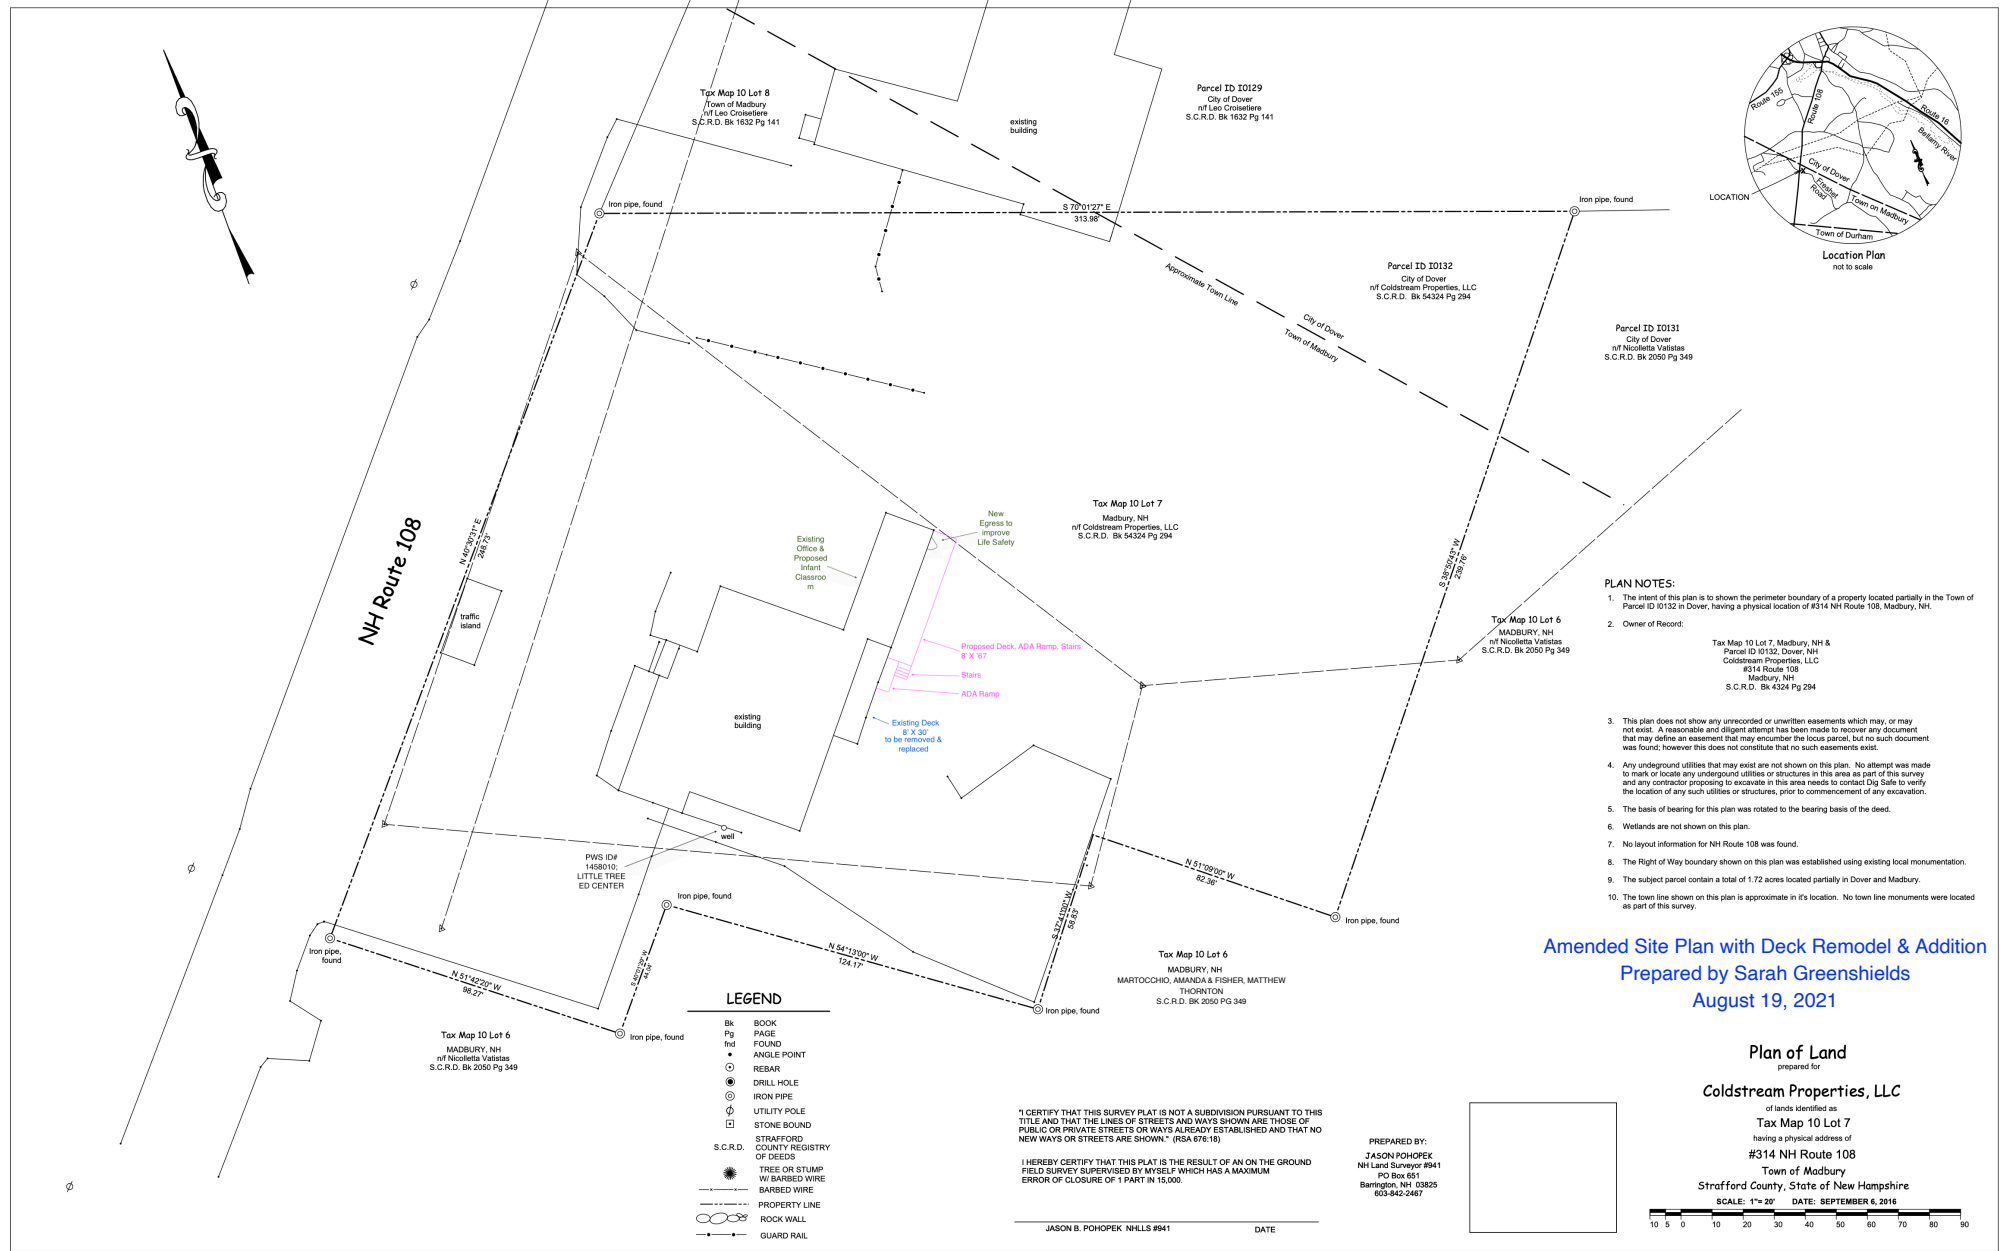 Tax Map 10 Lot 8
Town of Madbury
n/f Leo Croisetiere
S.C.R.D. Bk 1632 Pg 141
existing
building
Parcel ID I0129
City of Dover
n/f Leo Croisetiere
S.C.R.D. Bk 1632 Pg 141
Route 155
Route 108
Route 16
Bellamy River
City of Dover
Freshet
Road
Town on Madbury
Town of Durham
LOCATION
Location Plan
not to scale
Iron pipe, found
S 70°01'27" E
313.98'
Iron pipe, found
Approximate Town Line
City of Dover
Town of Madbury
Parcel ID I0132
City of Dover
n/f Coldstream Properties, LLC
S.C.R.D. Bk 54324 Pg 294
Parcel ID I0131
City of Dover
n/f Nicolletta Vatistas
S.C.R.D. Bk 2050 Pg 349
NH Route 108
N 40°30'31" E
248.73'
traffic
island
Existing
Office &
Proposed
Infant
Classroo
m
New
Egress to
improve
Life Safety
Tax Map 10 Lot 7
Madbury, NH
n/f Coldstream Properties, LLC
S.C.R.D. Bk 54324 Pg 294
S 38°50'43" W
239.76'
Proposed Deck, ADA Ramp, Stairs
8' X '67
Stairs
ADA Ramp
Existing Deck
8' X 30'
to be removed &
replaced
existing
building
well
PWS ID#
1458010;
LITTLE TREE
ED CENTER
Tax Map 10 Lot 6
MADBURY, NH
n/f Nicolletta Vatistas
S.C.R.D. Bk 2050 Pg 349
PLAN NOTES:
1. The intent of this plan is to shown the perimeter boundary of a property located partially in the Town of
Parcel ID I0132 in Dover, having a physical location of #314 NH Route 108, Madbury, NH.
2. Owner of Record:
Tax Map 10 Lot 7, Madbury, NH &
Parcel ID I0132, Dover, NH
Coldstream Properties, LLC
#314 Route 108
Madbury, NH
S.C.R.D. Bk 4324 Pg 294
3. This plan does not show any unrecorded or unwritten easements which may, or may
not exist. A reasonable and diligent attempt has been made to recover any document
that may define an easement that may encumber the locus parcel, but no such document
was found; however this does not constitute that no such easements exist.
4. Any undeground utilities that may exist are not shown on this plan. No attempt was made
to mark or locate any undergound utilities or structures in this area as part of this survey
and any contractor proposing to excavate in this area needs to contact Dig Safe to verify
the location of any such utilities or structures, prior to commencement of any excavation.
5. The basis of bearing for this plan was rotated to the bearing basis of the deed.
6. Wetlands are not shown on this plan.
7. No layout information for NH Route 108 was found.
8. The Right of Way boundary shown on this plan was established using existing local monumentation.
9. The subject parcel contain a total of 1.72 acres located partially in Dover and Madbury.
10. The town line shown on this plan is approximate in it's location. No town line monuments were located
as part of this survey.
Iron pipe,
found
N 51°42'20" W
98.27'
Iron pipe, found
S 40°01'20" W
44.04'
Iron pipe, found
N 54°13'00" W
124.17'
Iron pipe, found
S 37°41'00" W
58.83'
N 51°09'00" W
82.36'
Iron pipe, found
Tax Map 10 Lot 6
MADBURY, NH
MARTOCCHIO, AMANDA & FISHER, MATTHEW
THORNTON
S.C.R.D. BK 2050 PG 349
Tax Map 10 Lot 6
MADBURY, NH
n/f Nicolletta Vatistas
S.C.R.D. Bk 2050 Pg 349
Amended Site Plan with Deck Remodel & Addition
Prepared by Sarah Greenshields
August 19, 2021
LEGEND
Bk BOOK
Pg PAGE
fnd FOUND
ANGLE POINT
REBAR
DRILL HOLE
IRON PIPE
UTILITY POLE
STONE BOUND
S.C.R.D. STRAFFORD
COUNTY REGISTRY
OF DEEDS
TREE OR STUMP
W/ BARBED WIRE
BARBED WIRE
PROPERTY LINE
ROCK WALL
GUARD RAIL
"I CERTIFY THAT THIS SURVEY PLAT IS NOT A SUBDIVISION PURSUANT TO THIS
TITLE AND THAT THE LINES OF STREETS AND WAYS SHOWN ARE THOSE OF
PUBLIC OR PRIVATE STREETS OR WAYS ALREADY ESTABLISHED AND THAT NO
NEW WAYS OR STREETS ARE SHOWN." (RSA 676:18)
I HEREBY CERTIFY THAT THIS PLAT IS THE RESULT OF AN ON THE GROUND
FIELD SURVEY SUPERVISED BY MYSELF WHICH HAS A MAXIMUM
ERROR OF CLOSURE OF 1 PART IN 15,000.
JASON B. POHOPEK NHLLS #941 DATE
PREPARED BY:
JASON POHOPEK
NH Land Surveyor #941
PO Box 651
Barrington, NH 03825
603-842-2467
Plan of Land
prepared for
Coldstream Properties, LLC
of lands identified as
Tax Map 10 Lot 7
having a physical address of
#314 NH Route 108
Town of Madbury
Strafford County, State of New Hampshire
SCALE: 1"= 20' DATE: SEPTEMBER 6, 2016
10 5 0 10 20 30 40 50 60 70 80 90